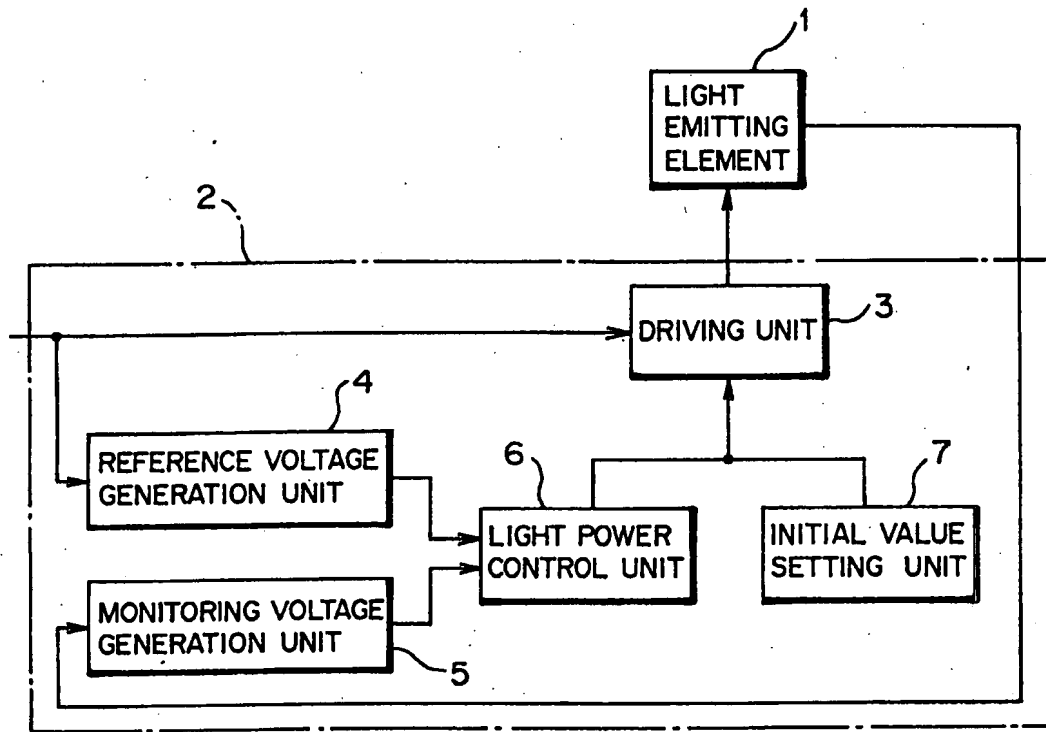 1
LIGHT
EMITTING
ELEMENT
2
DRIVING UNIT
3
4
REFERENCE VOLTAGE
GENERATION UNIT
6
LIGHT POWER
CONTROL UNIT
7
INITIAL VALUE
SETTING UNIT
MONITORING VOLTAGE
GENERATION UNIT
5